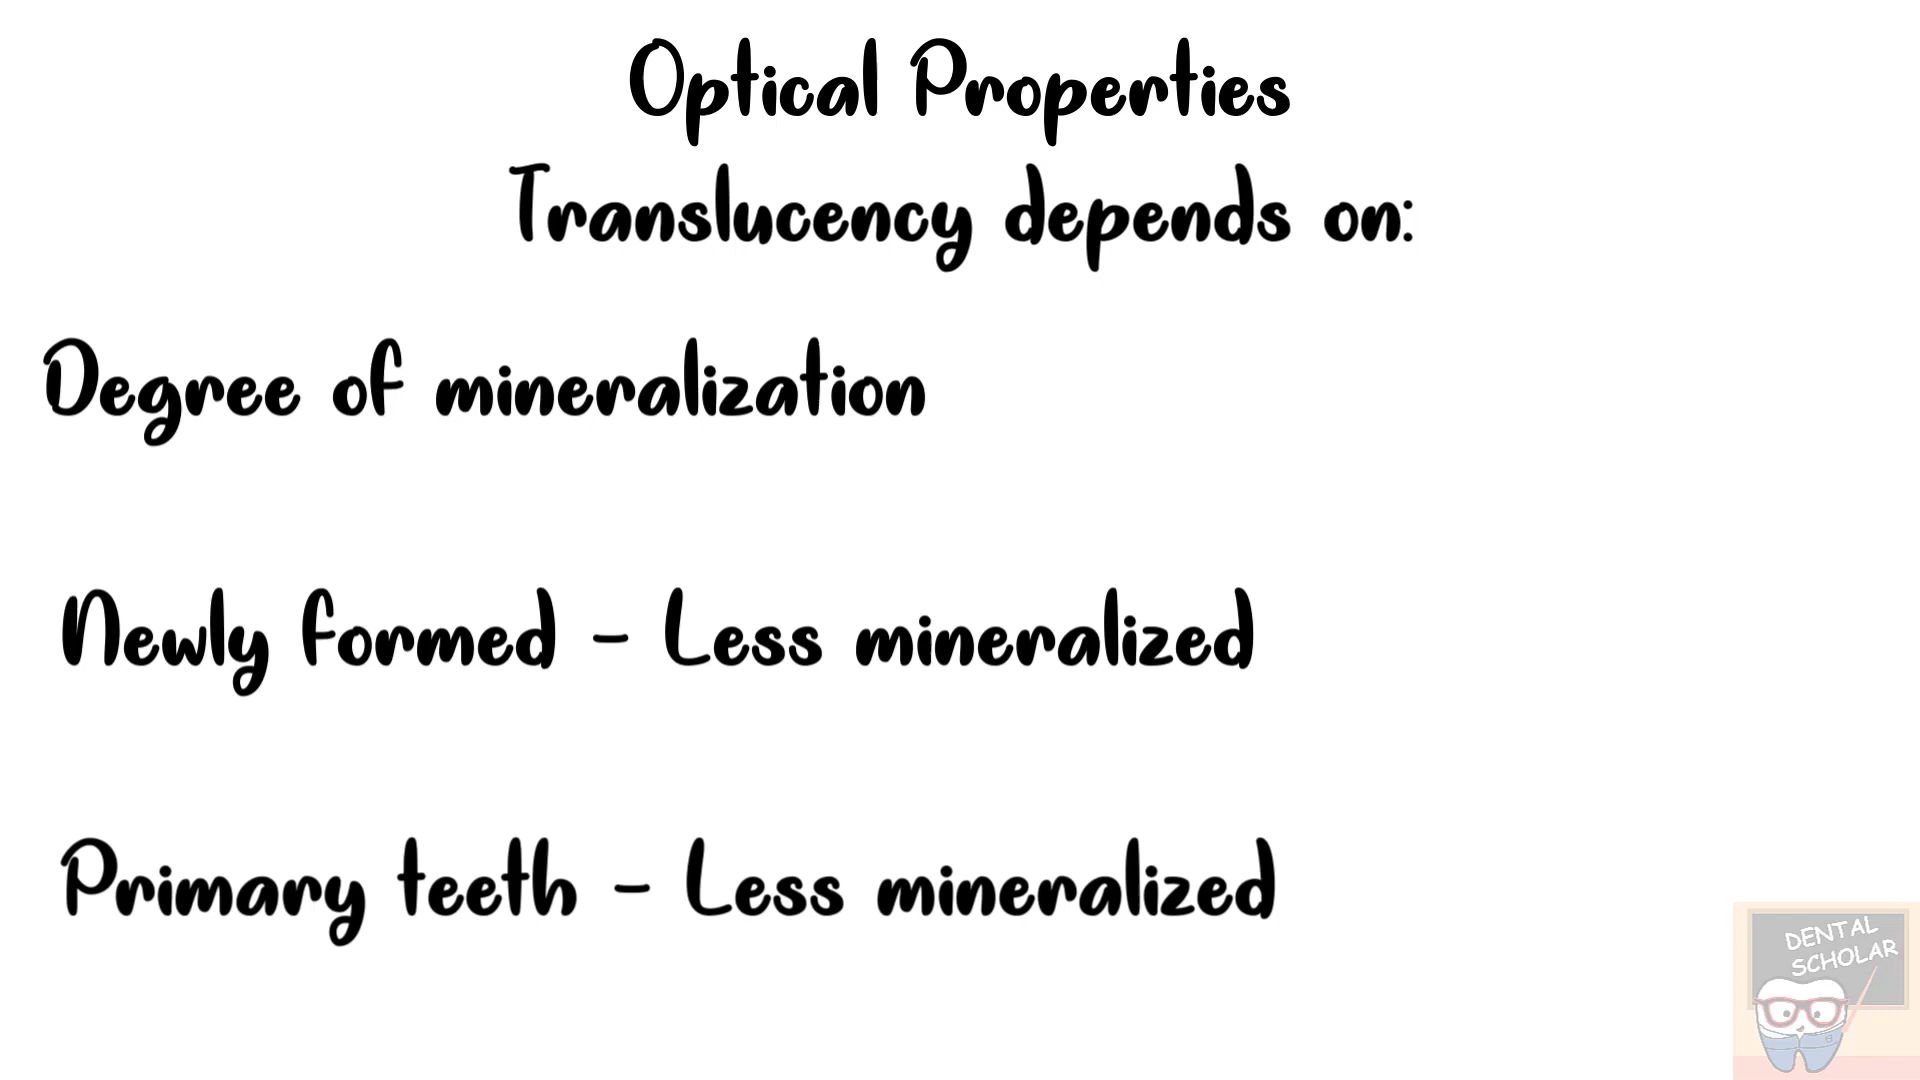 Optical Properties
Translucency depends on:
Degree of mineralization
Newly formed - Less mineralized
Primary teeth - Less mineralized
DENTAL
SCHOLAR